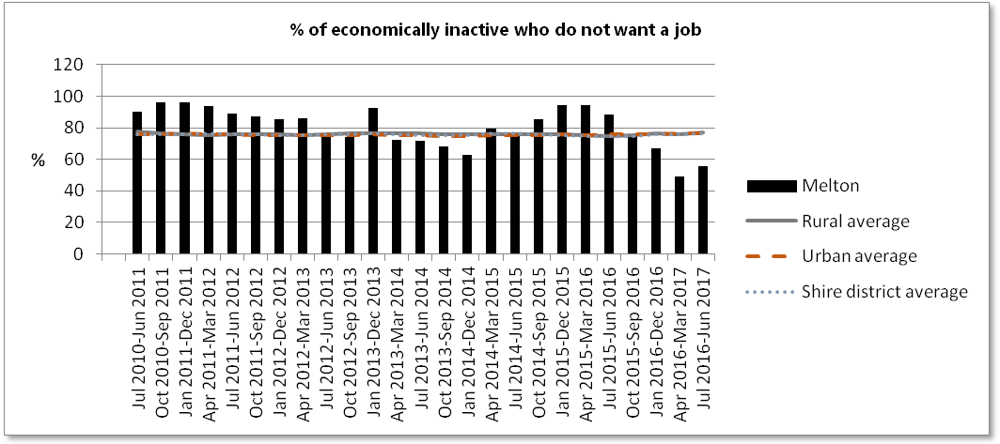 % of economically inactive who do not want a job
120
100
80
60
40
20
0
%
Jul 2010-Jun 2011
Oct 2010-Sep 2011
Jan 2011-Dec 2011
Apr 2011-Mar 2012
Jul 2011-Jun 2012
Oct 2011-Sep 2012
Jan 2012-Dec 2012
Apr 2012-Mar 2013
Jul 2012-Jun 2013
Oct 2012-Sep 2013
Jan 2013-Dec 2013
Apr 2013-Mar 2014
Jul 2013-Jun 2014
Oct 2013-Sep 2014
Jan 2014-Dec 2014
Apr 2014-Mar 2015
Jul 2014-Jun 2015
Oct 2014-Sep 2015
Jan 2015-Dec 2015
Apr 2015-Mar 2016
Jul 2015-Jun 2016
Oct 2015-Sep 2016
Jan 2016-Dec 2016
Apr 2016-Mar 2017
Jul 2016-Jun 2017
Melton
Rural average
Urban average
Shire district average